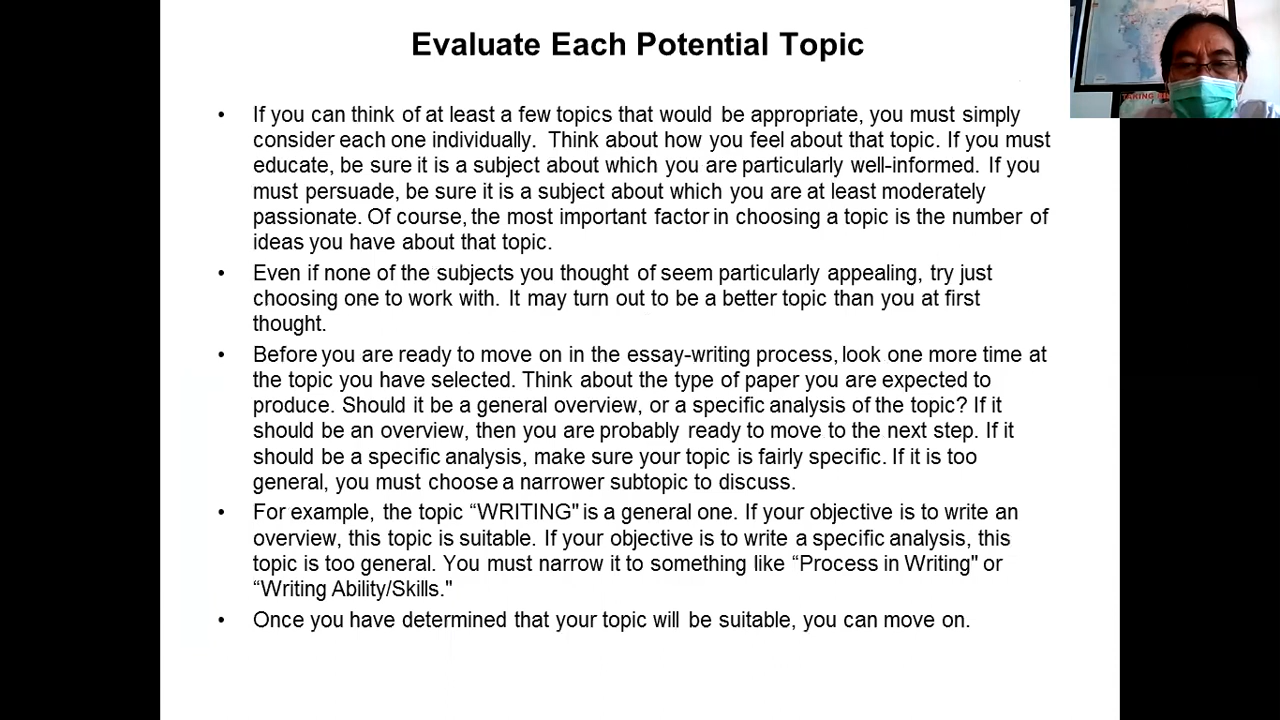 Evaluate Each Potential Topic
• If you can think of at least a few topics that would be appropriate, you must simply
consider each one individually. Think about how you feel about that topic. If you must
educate, be sure it is a subject about which you are particularly well-informed. If you
must persuade, be sure it is a subject about which you are at least moderately
passionate. Of course, the most important factor in choosing a topic is the number of
ideas you have about that topic.
• Even if none of the subjects you thought of seem particularly appealing, try just
choosing one to work with. It may turn out to be a better topic than you at first
thought.
• Before you are ready to move on in the essay-writing process, look one more time at
the topic you have selected. Think about the type of paper you are expected to
produce. Should it be a general overview, or a specific analysis of the topic? If it
should be an overview, then you are probably ready to move to the next step. If it
should be a specific analysis, make sure your topic is fairly specific. If it is too
general, you must choose a narrower subtopic to discuss.
• For example, the topic “WRITING" is a general one. If your objective is to write an
overview, this topic is suitable. If your objective is to write a specific analysis, this
topic is too general. You must narrow it to something like “Process in Writing" or
“Writing Ability/Skills."
• Once you have determined that your topic will be suitable, you can move on.
TAKING